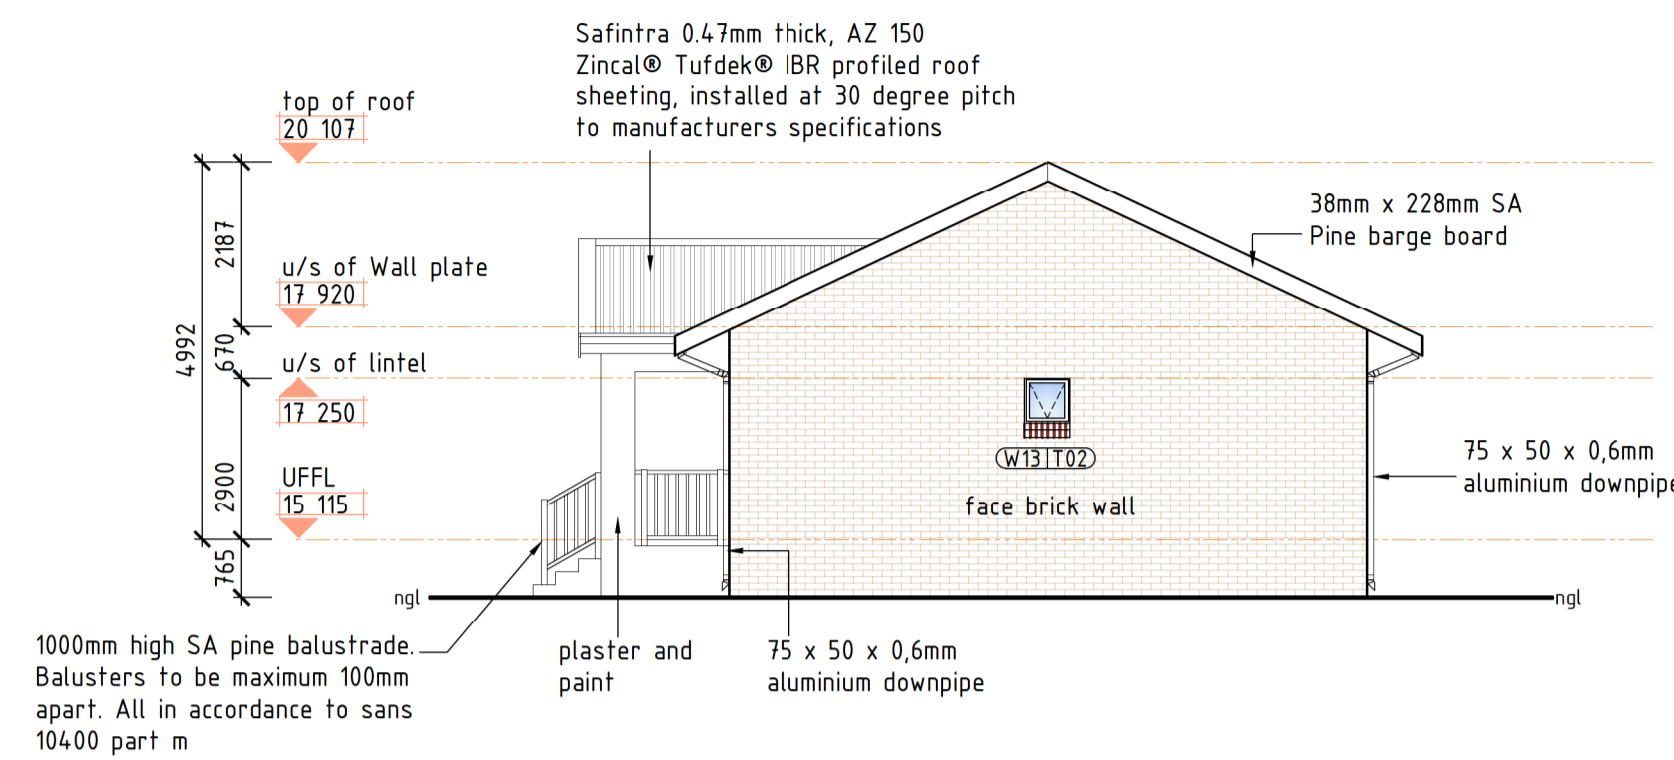 Safintra 0.47mm thick, AZ 150
Zincal® Tufdek® IBR profiled roof
sheeting, installed at 30 degree pitch
to manufacturers specifications
top of roof
20 107
38mm x 228mm SA
Pine barge board
2187
u/s of Wall plate
17 920
4992
670
u/s of lintel
17 250
2900
UFFL
15 115
765
W13 T02
face brick wall
75 x 50 x 0,6mm
aluminium downpipe
ngl
ngl
1000mm high SA pine balustrade.
Balusters to be maximum 100mm
apart. All in accordance to sans
10400 part m
plaster and
paint
75 x 50 x 0,6mm
aluminium downpipe